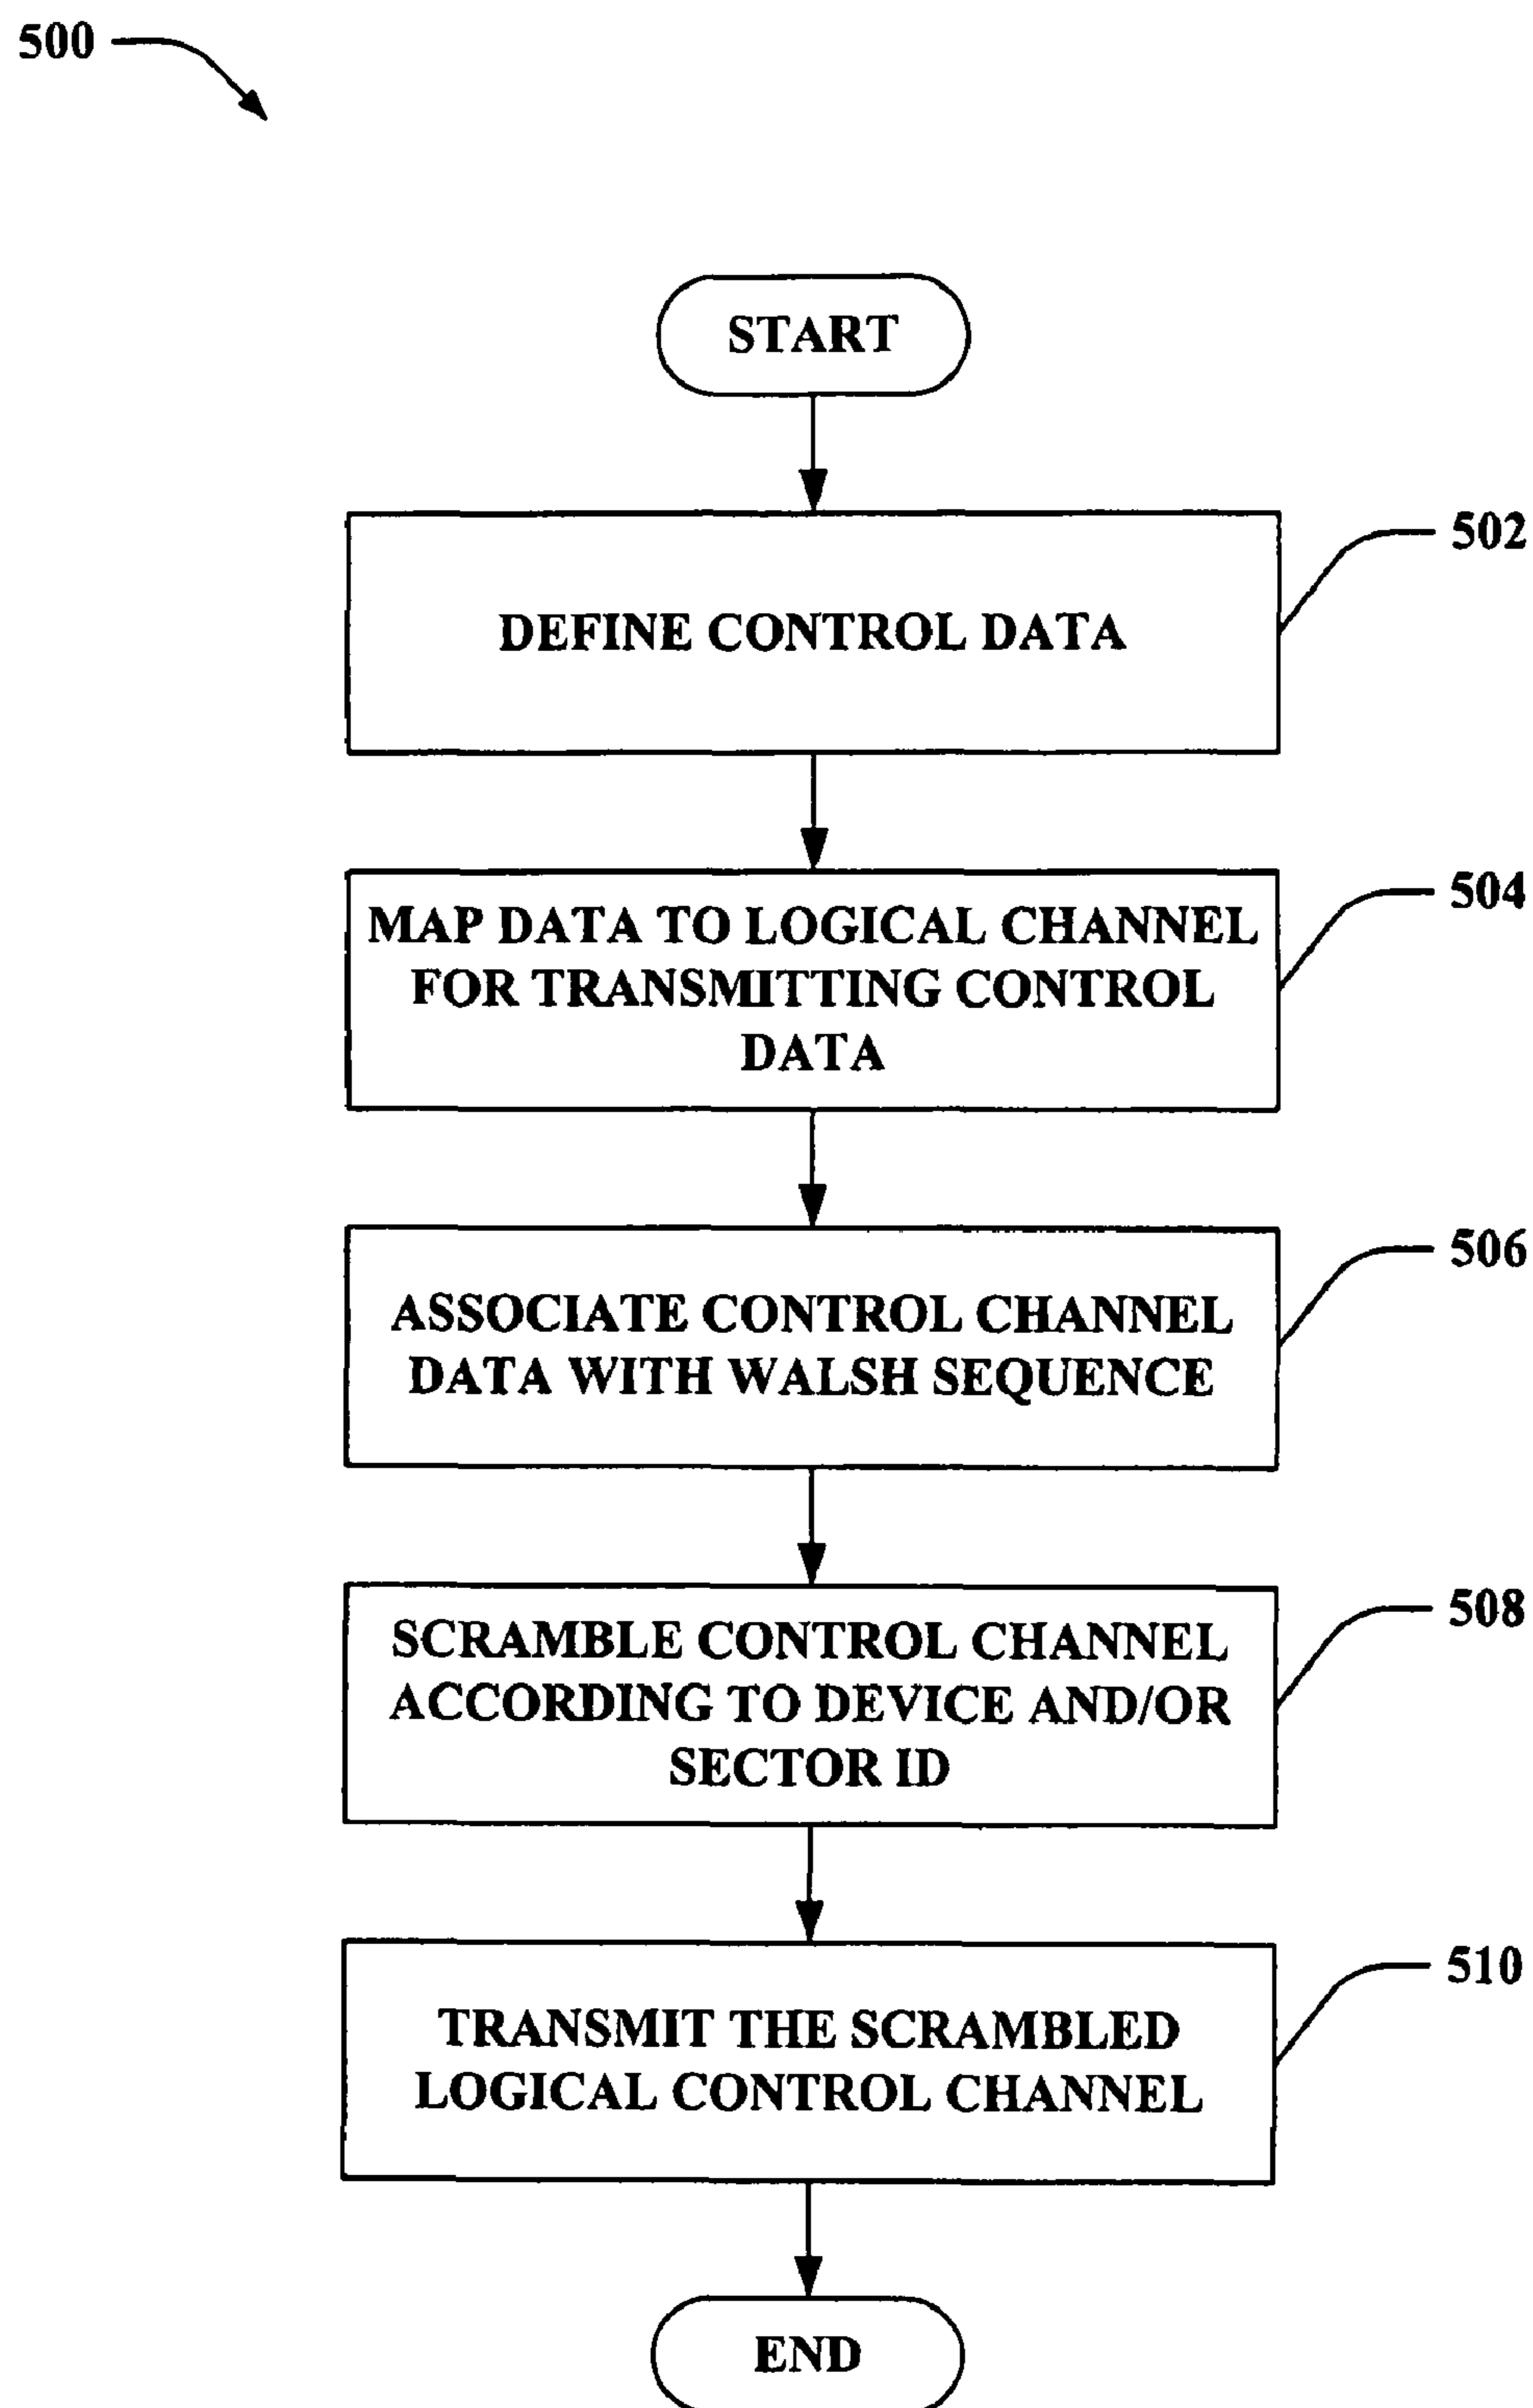 500
START
DEFINE CONTROL DATA
502
MAP DATA TO LOGICAL CHANNEL
FOR TRANSMITTING CONTROL
DATA
504
ASSOCIATE CONTROL CHANNEL
DATA WITH WALSH SEQUENCE
506
SCRAMBLE CONTROL CHANNEL
ACCORDING TO DEVICE AND/OR
SECTOR ID
508
TRANSMIT THE SCRAMBLED
LOGICAL CONTROL CHANNEL
510
END